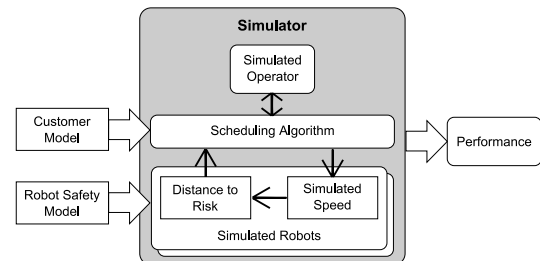 Simulator
Simulated
Operator
Customer
Model
Scheduling Algorithm
Performance
Robot Safety
Model
Distance to
Risk
Simulated
Speed
Simulated Robots